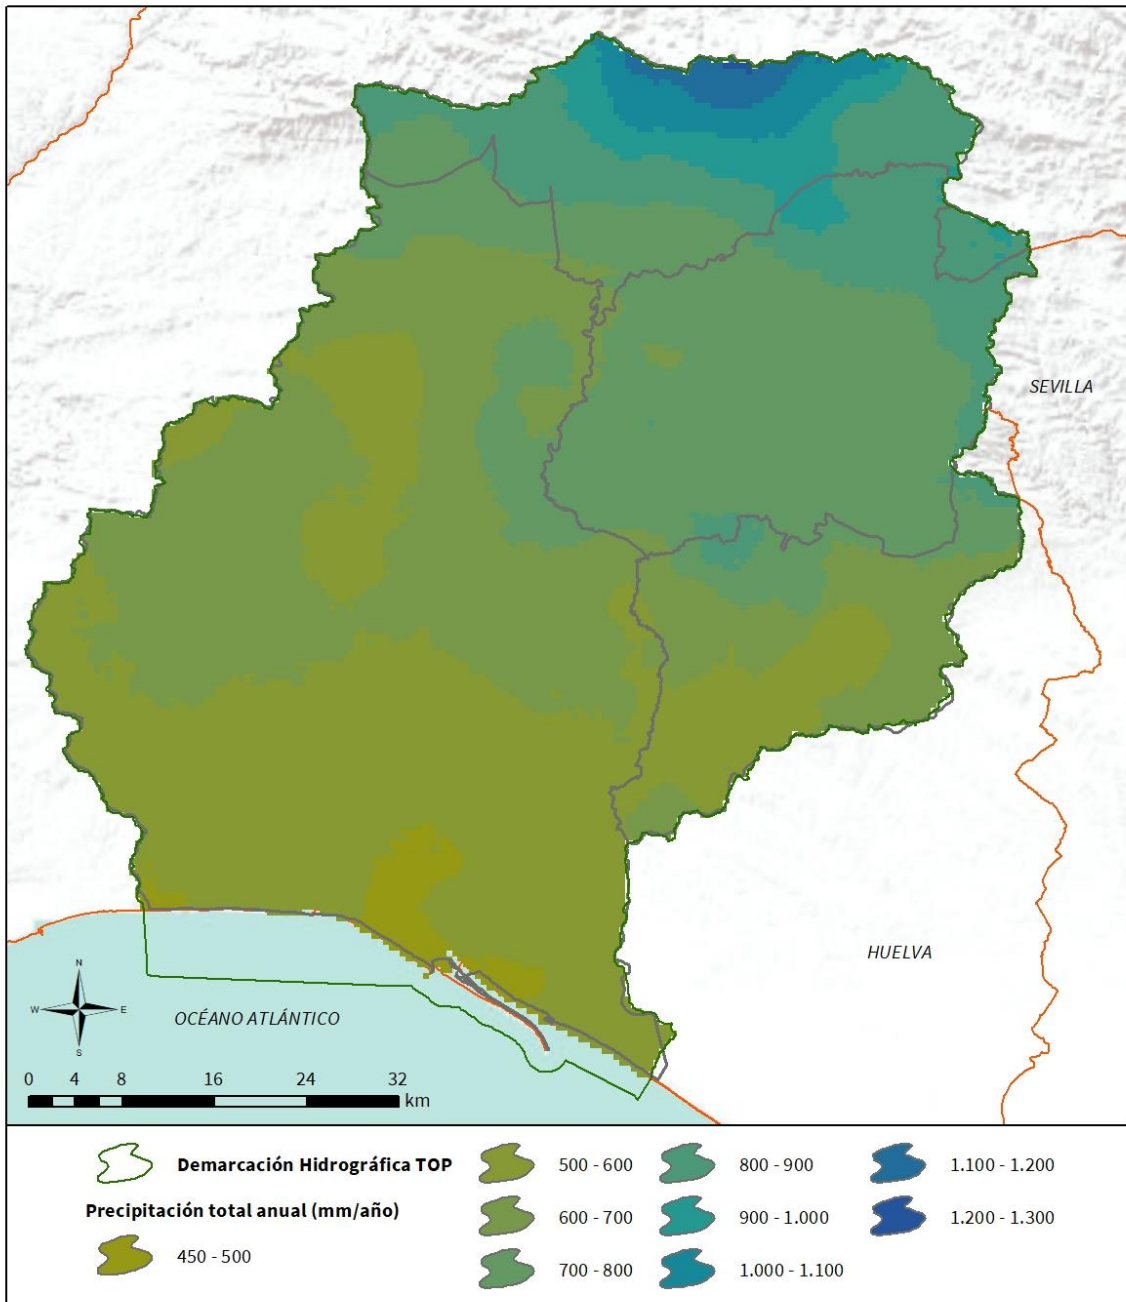 SEVILLA
HUELVA
OCÉANO ATLÁNTICO
N
W
E
S
0 4 8 16 24 32
km
Demarcación Hidrográfica TOP
Precipitación total anual (mm/año)
450 - 500
500 - 600
600 - 700
700 - 800
800 - 900
900 - 1.000
1.000 - 1.100
1.100 - 1.200
1.200 - 1.300